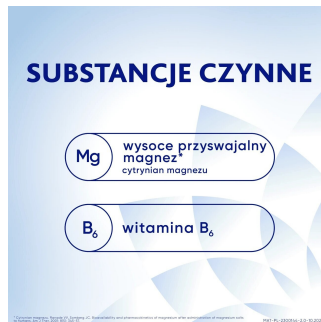 SUBSTANCJE CZYNNE
Mg
wysoce przyswajalny
magnez*
cytrynian magnezu
B₆
witamina B₆